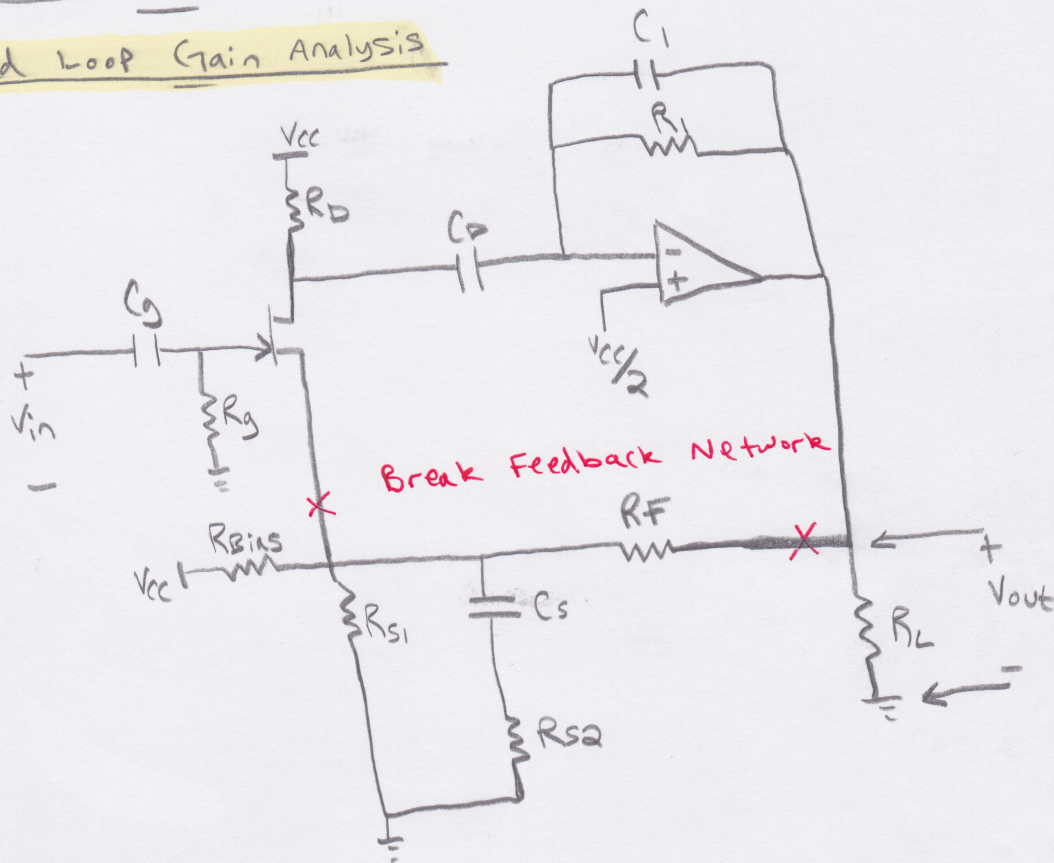 d Loop Gain Analysis
C1
R1
Vcc
RD
CD
Cg
-
+
Vcc/2
+
Vin
-
Rg
Break Feedback Network
X
X
RF
RBias
Vcc
+
Vout
-
RS1
Cs
RL
RS2